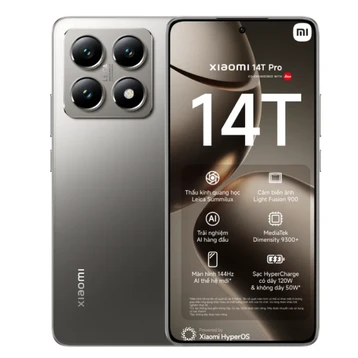 xiaomi 14T Pro
14T
Thấu kính quang học
Leica Summilux
Cảm biến ảnh
Light Fusion 900
AI
Trải nghiệm
AI hàng đầu
MediaTek
Dimensity 9300+
Màn hình 144Hz
AI thế hệ mới*
Sạc HyperCharge
có dây 120W
& không dây 50W*
Powered by
Xiaomi HyperOS
xiaomi